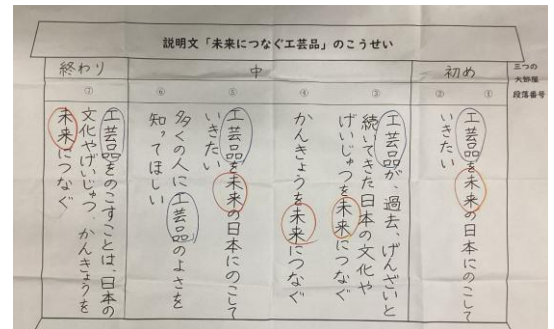 説明文「未来につなぐ工芸品」のこうせい
三つの
大部屋
初め
中
終わり
段落番号
①
②
③
④
⑤
⑥
⑦
工芸品を未来の日本にのこして
いきたい
工芸品が、過去、げんざいと
続いてきた日本の文化や
げいじゅつを未来につなぐ
かんきょうを未来につなぐ
工芸品を未来の日本にのこして
いきたい
多くの人に工芸品のよさを
知ってほしい
工芸品をのこすことは、日本の
文化やげいじゅつ、かんきょうを
未来につなぐ